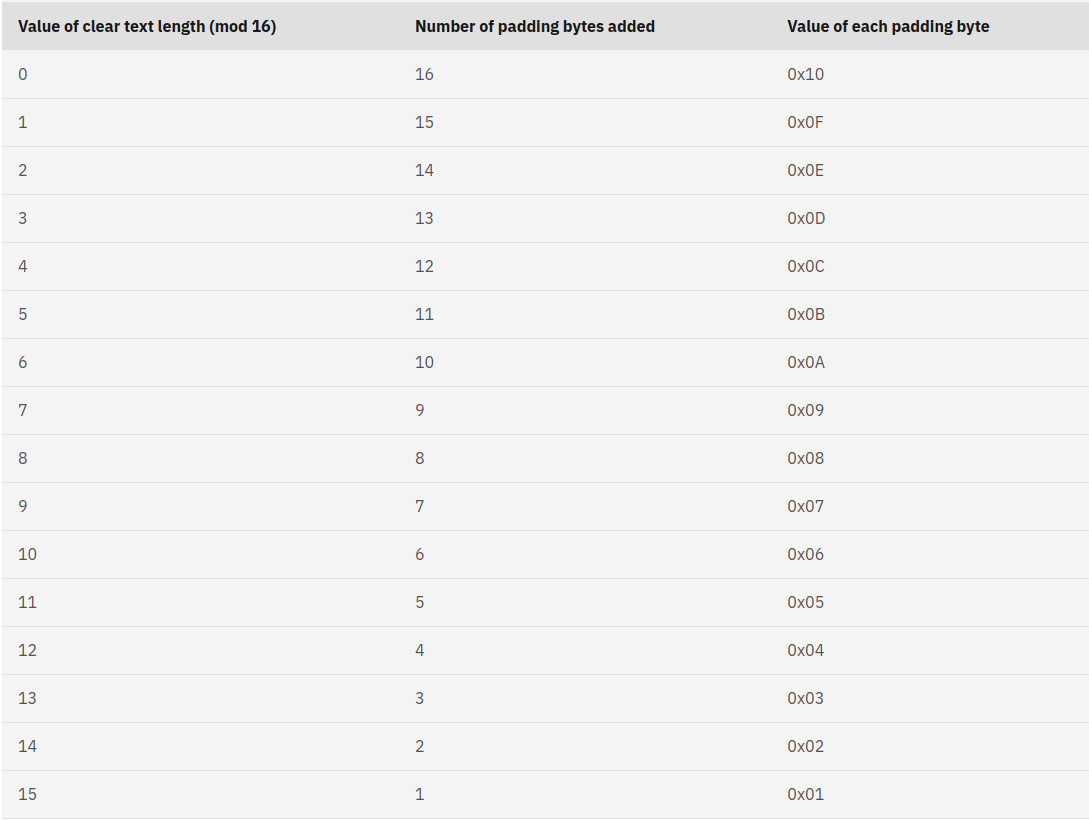 Value of clear text length (mod 16) Number of padding bytes added Value of each padding byte
0 16 0x10
1 15 0x0F
2 14 0x0E
3 13 0x0D
4 12 0x0C
5 11 0x0B
6 10 0x0A
7 9 0x09
8 8 0x08
9 7 0x07
10 6 0x06
11 5 0x05
12 4 0x04
13 3 0x03
14 2 0x02
15 1 0x01